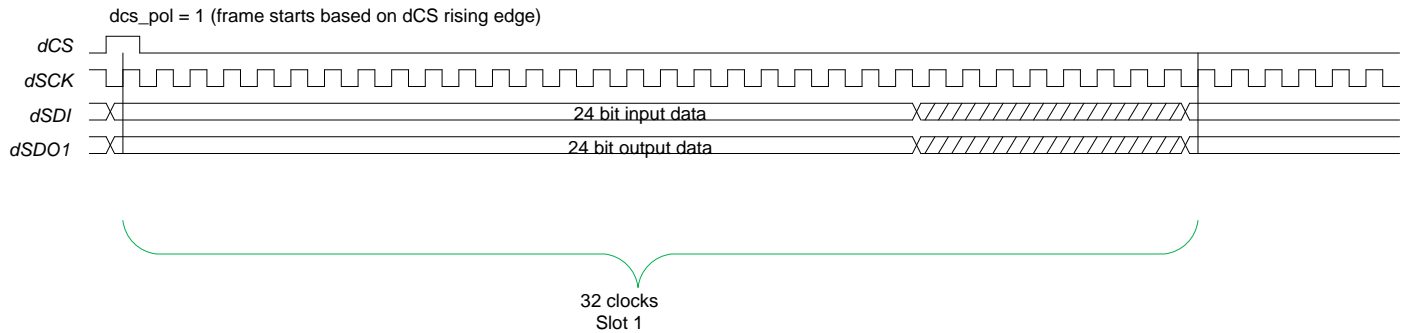 dcs_pol = 1 (frame starts based on dCS rising edge)
dCS
dSCK
dSDI
24 bit input data
dSDO1
24 bit output data
32 clocks
Slot 1